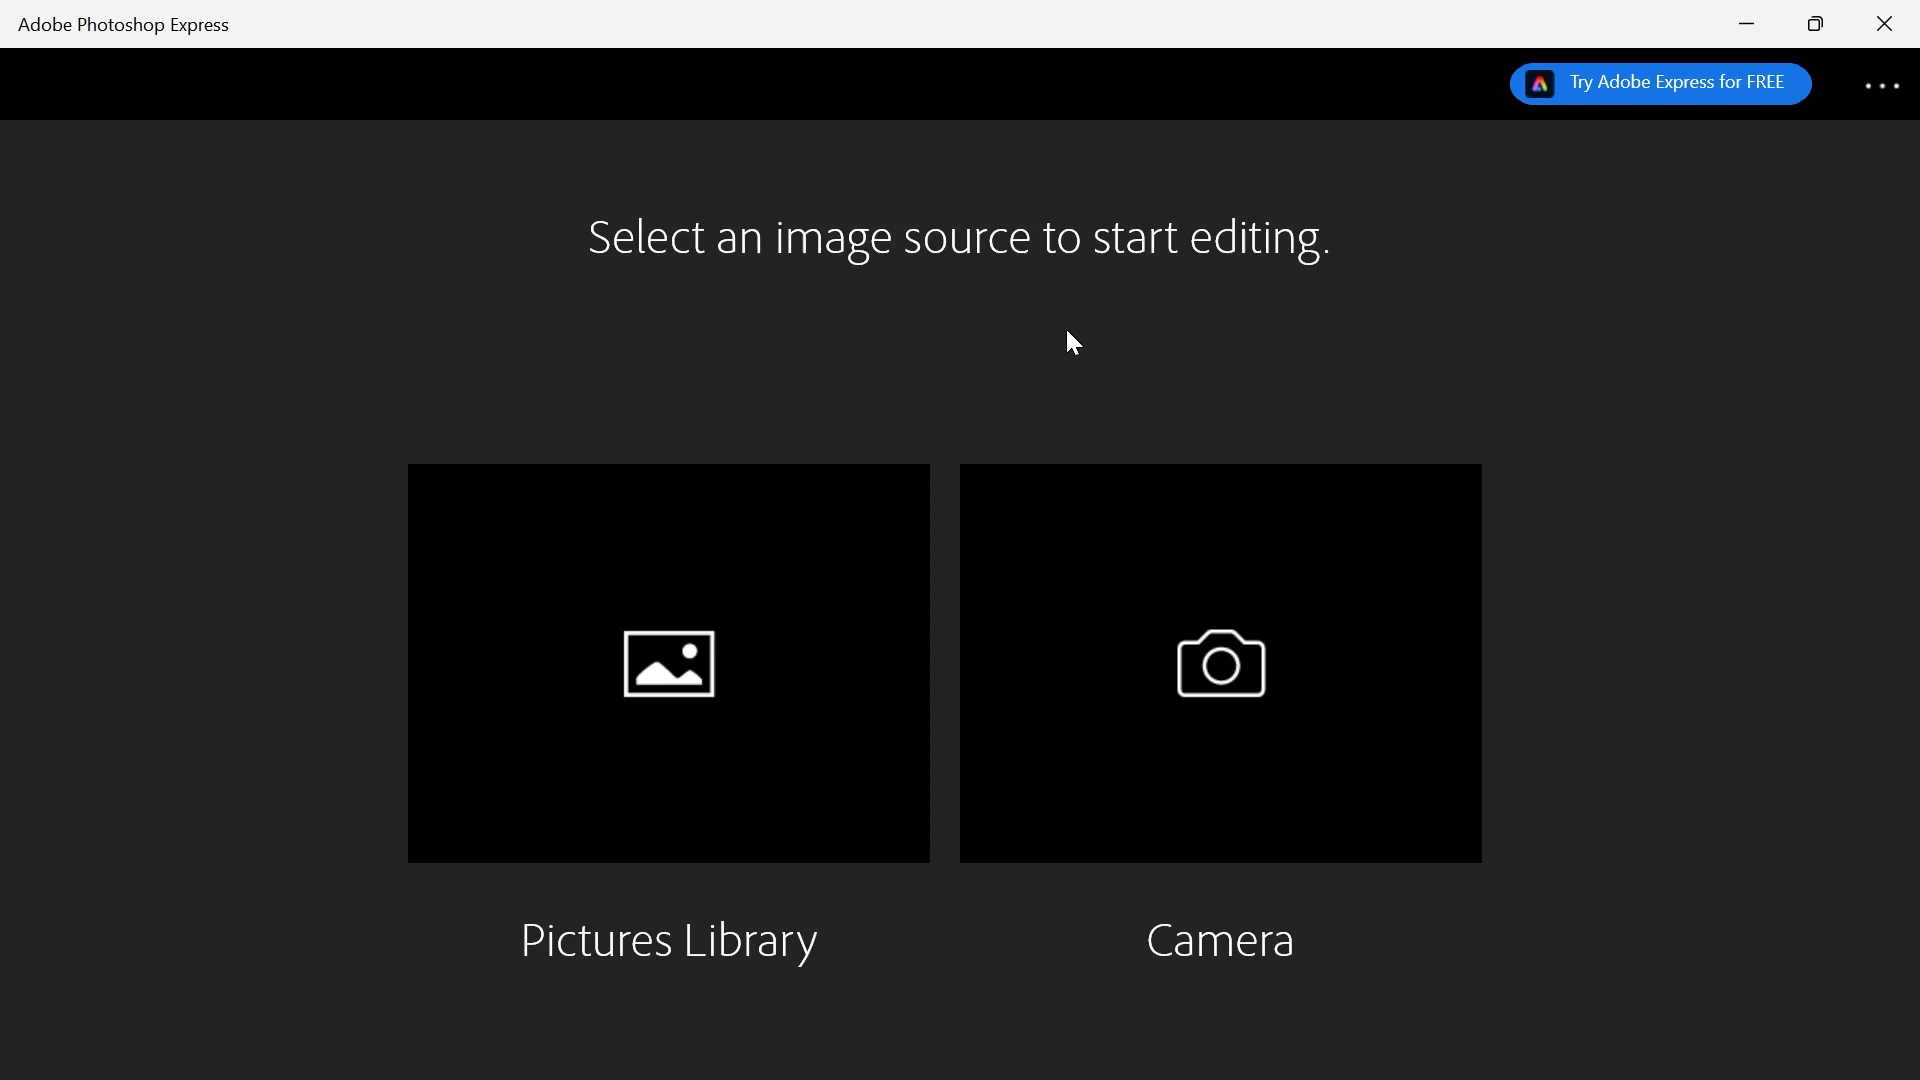 Adobe Photoshop Express
Try Adobe Express for FREE
Select an image source to start editing.
Pictures Library
Camera